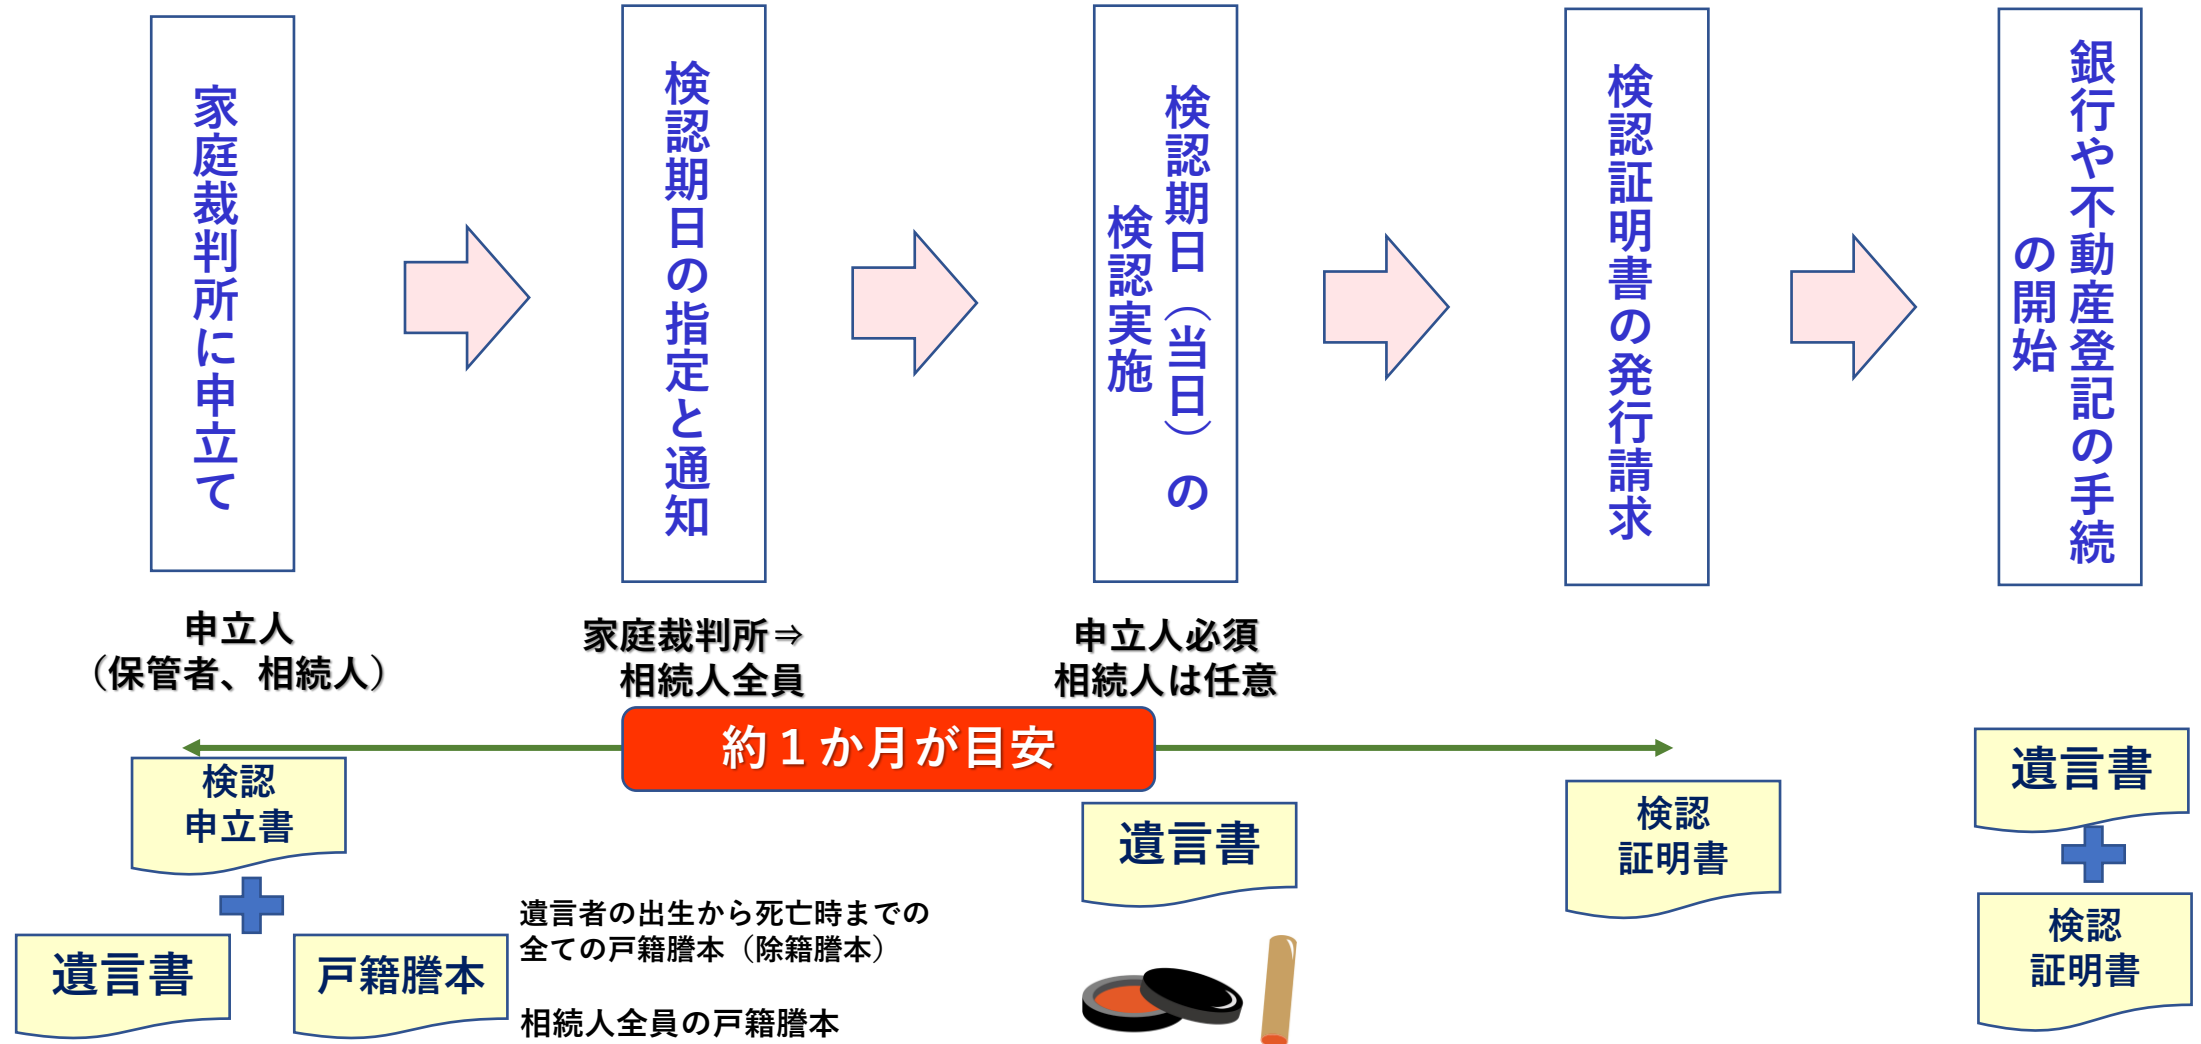 家庭裁判所に申立て
検認期日の指定と通知
検認期日（当日）の
検認実施
検認証明書の発行請求
銀行や不動産登記の手続
の開始
申立人
（保管者、相続人）
家庭裁判所⇒
相続人全員
申立人必須
相続人は任意
約１か月が目安
検認
申立書
遺言書
戸籍謄本
遺言者の出生から死亡時までの
全ての戸籍謄本（除籍謄本）
相続人全員の戸籍謄本
遺言書
検認
証明書
遺言書
検認
証明書